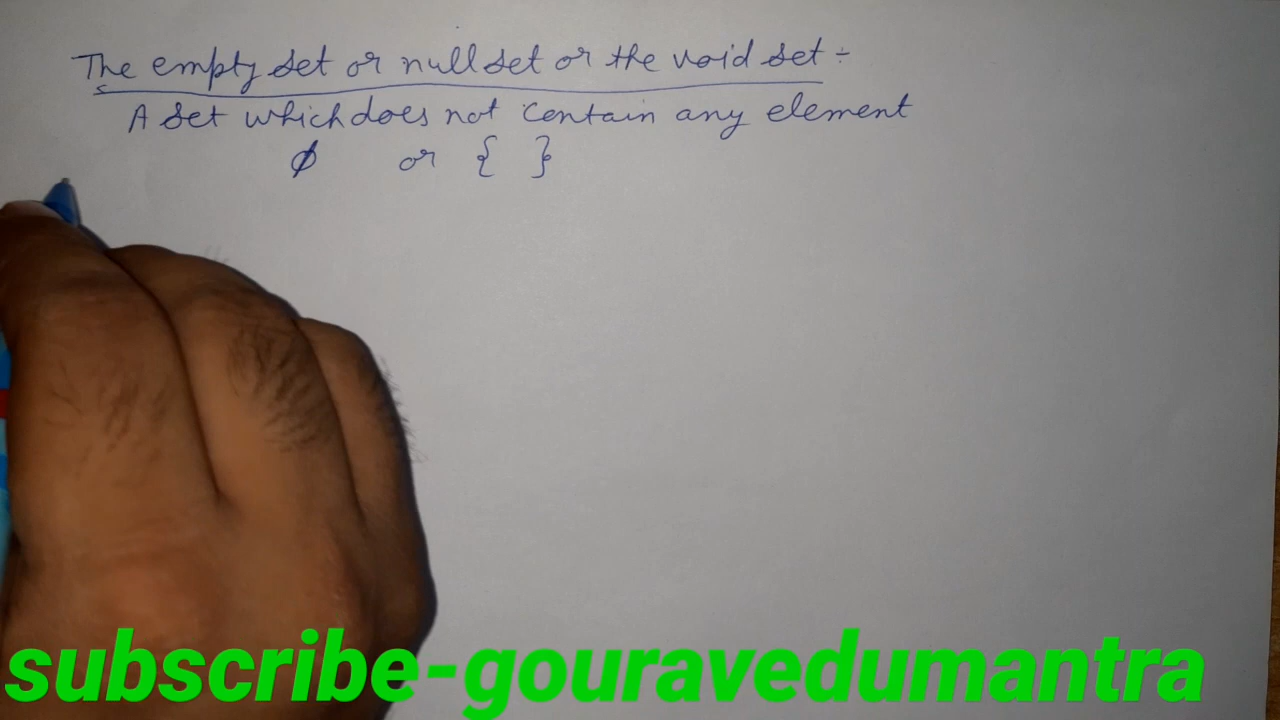 The empty set or null set or the void set ÷
A set which does not contain any element
ϕ or { }
subscribe-gouravedumantra